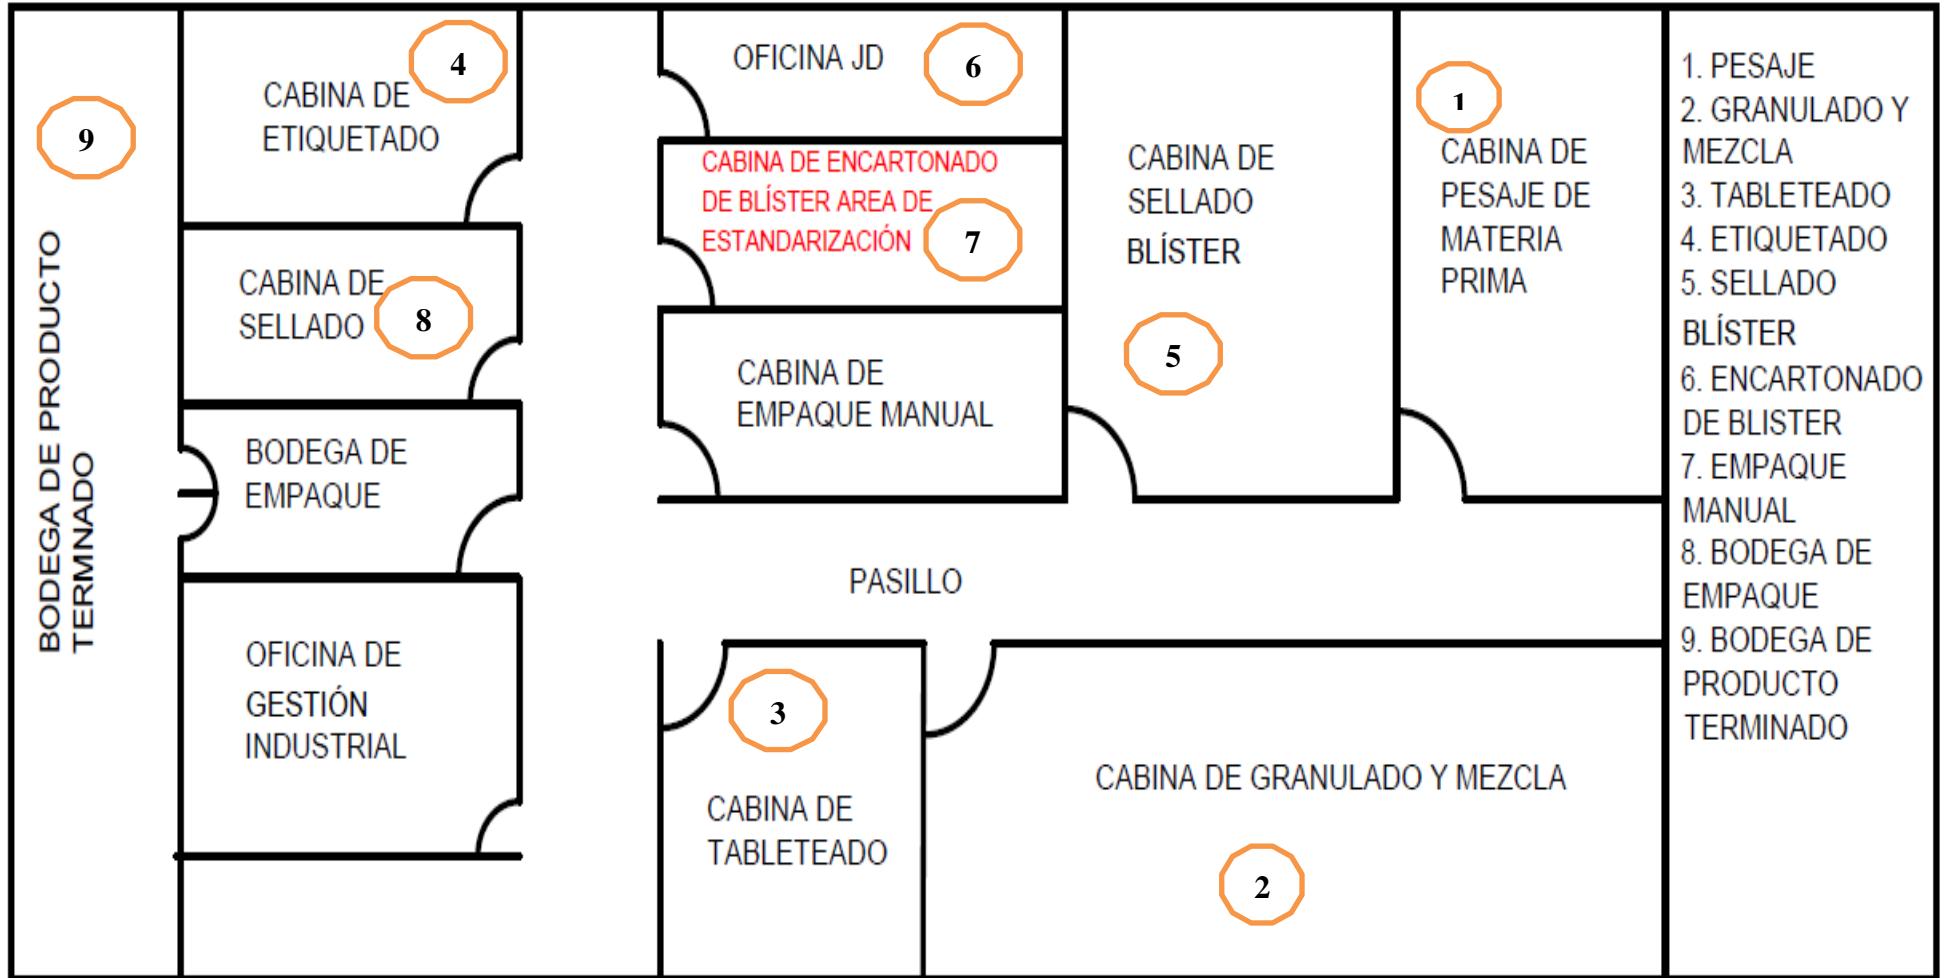 4
CABINA DE
ETIQUETADO
9
BODEGA DE PRODUCTO
TERMNADO
CABINA DE
SELLADO
8
BODEGA DE
EMPAQUE
OFICINA DE
GESTIÓN
INDUSTRIAL
OFICINA JD
6
CABINA DE ENCARTONADO
DE BLÍSTER AREA DE
ESTANDARIZACIÓN
7
CABINA DE
EMPAQUE MANUAL
CABINA DE
SELLADO
BLÍSTER
5
1
CABINA DE
PESAJE DE
MATERIA
PRIMA
PASILLO
3
CABINA DE
TABLETEADO
CABINA DE GRANULADO Y MEZCLA
2
1. PESAJE
2. GRANULADO Y
MEZCLA
3. TABLETEADO
4. ETIQUETADO
5. SELLADO
BLÍSTER
6. ENCARTONADO
DE BLISTER
7. EMPAQUE
MANUAL
8. BODEGA DE
EMPAQUE
9. BODEGA DE
PRODUCTO
TERMINADO